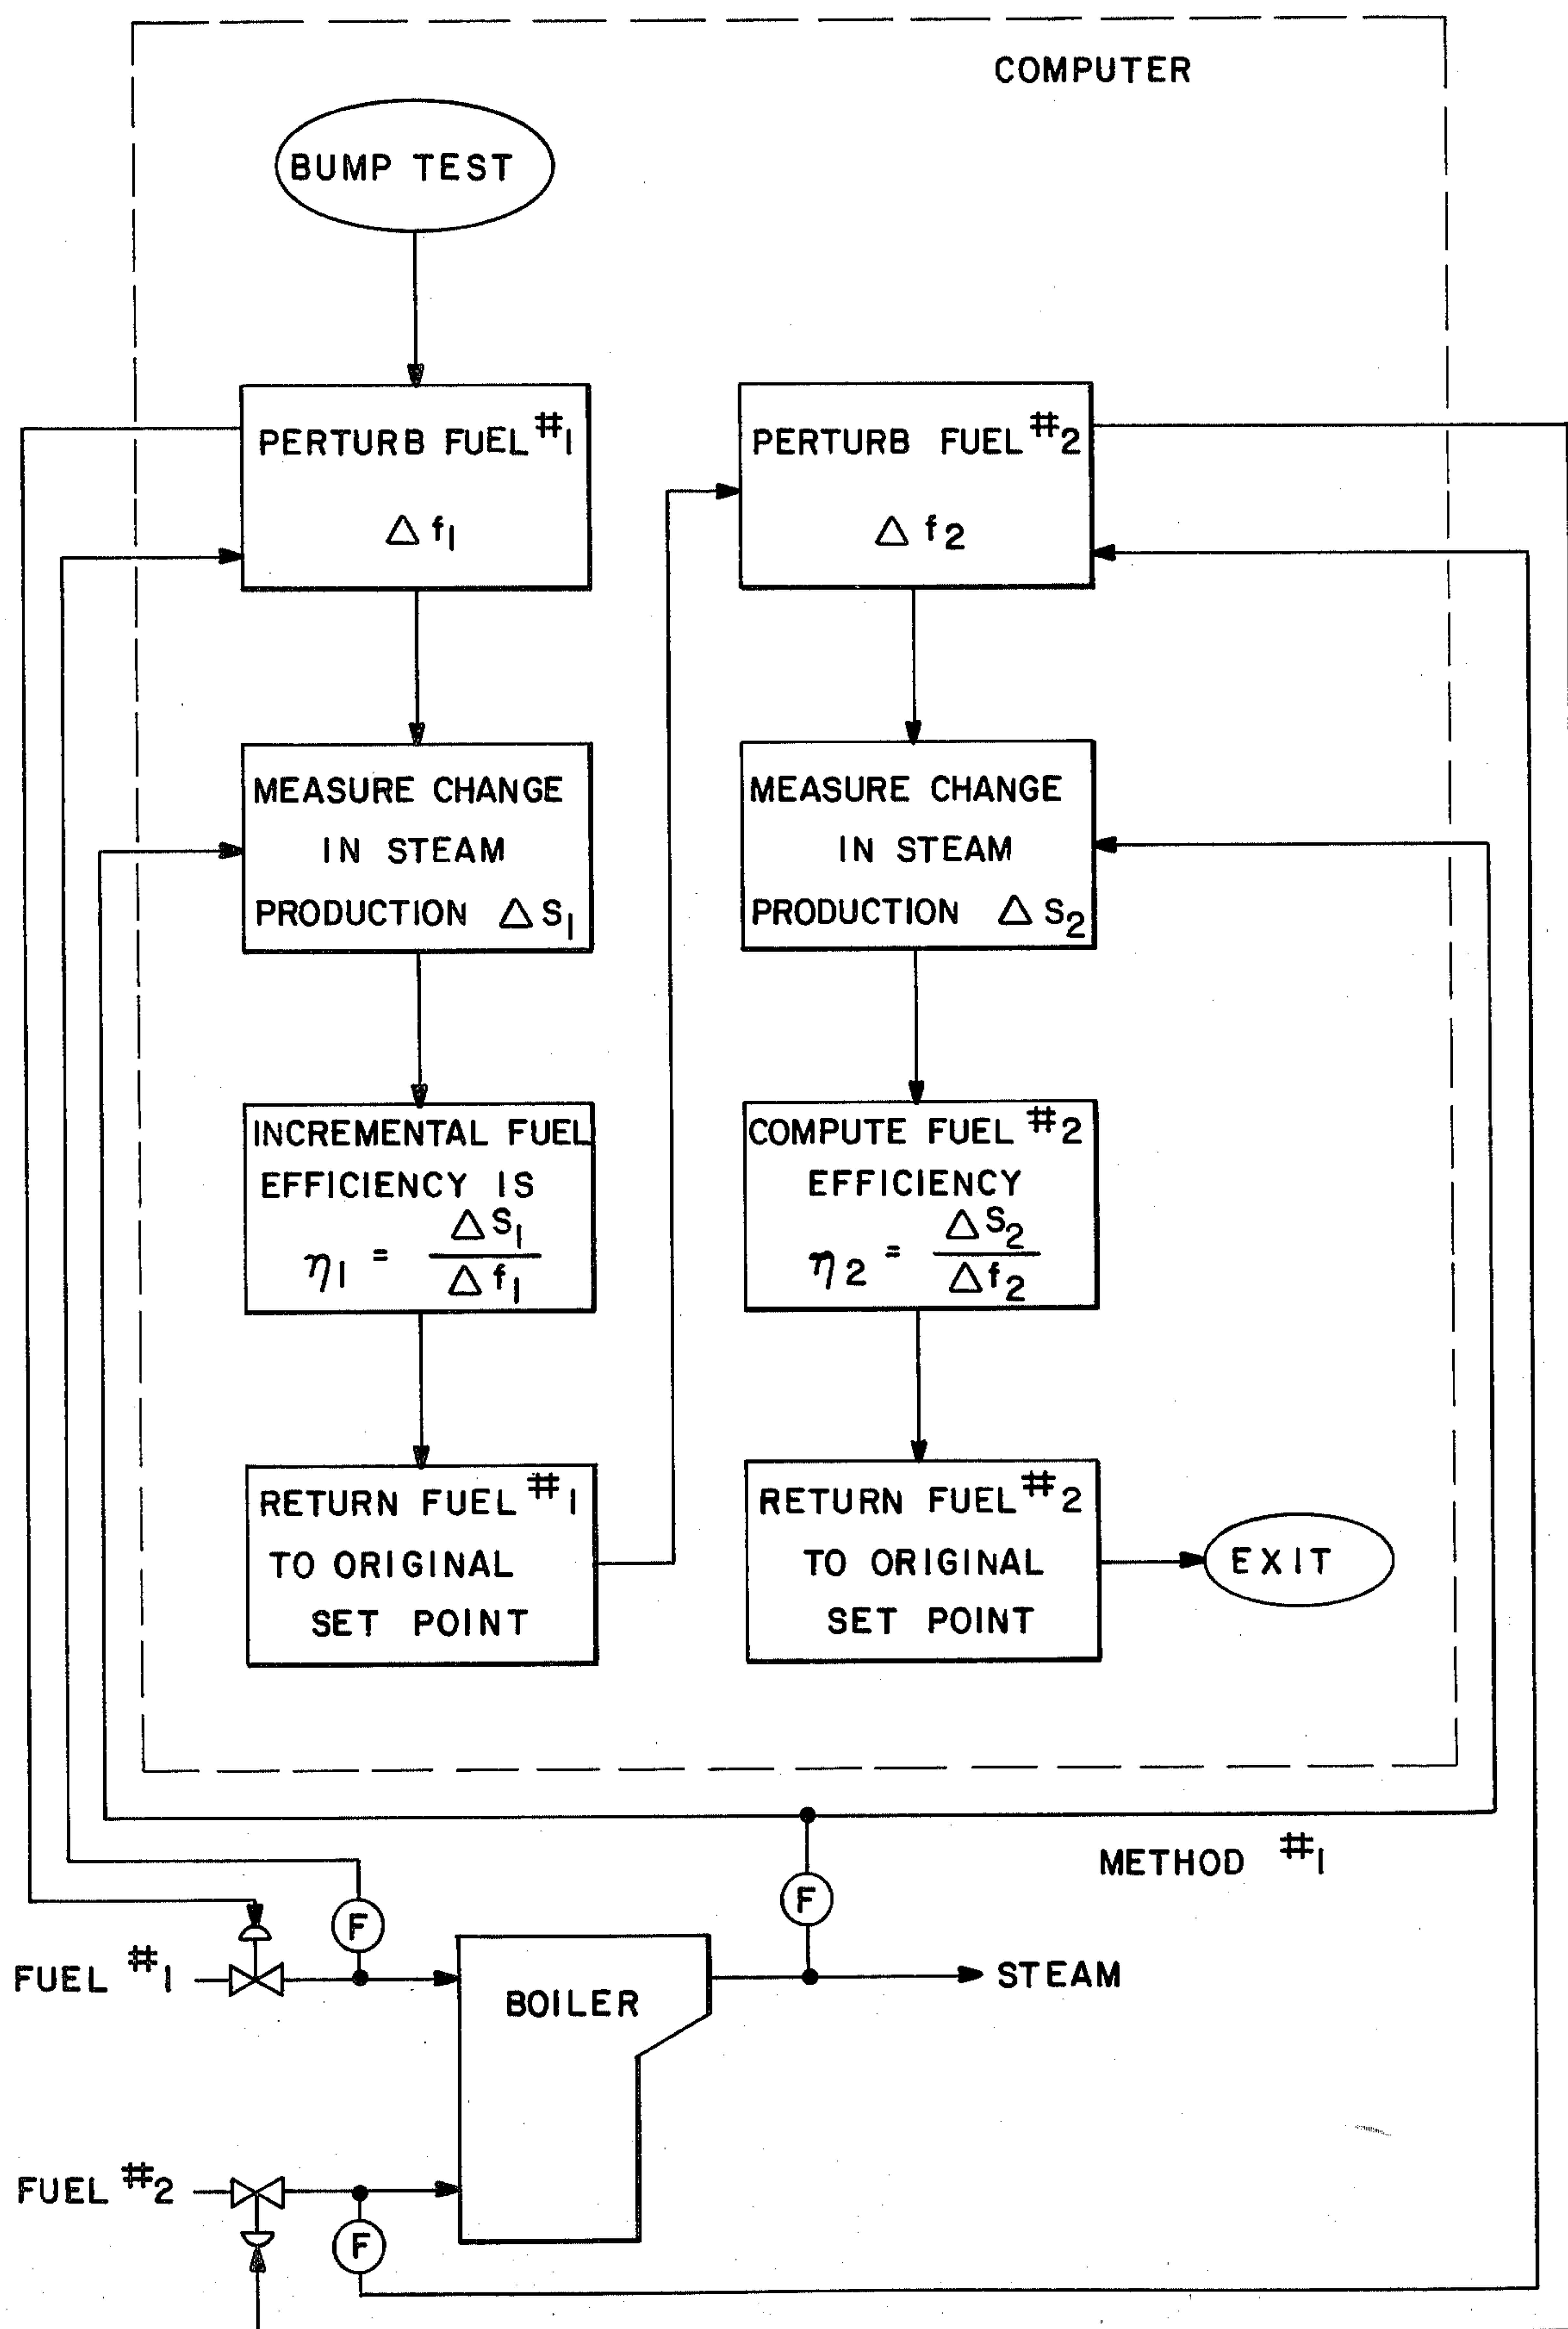 COMPUTER
BUMP TEST
PERTURB FUEL #1
Δ f1
MEASURE CHANGE
IN STEAM
PRODUCTION Δ S1
INCREMENTAL FUEL
EFFICIENCY IS
η1 = ΔS1 / Δf1
RETURN FUEL #1
TO ORIGINAL
SET POINT
PERTURB FUEL #2
Δ f2
MEASURE CHANGE
IN STEAM
PRODUCTION Δ S2
COMPUTE FUEL #2
EFFICIENCY
η2 = ΔS2 / Δf2
RETURN FUEL #2
TO ORIGINAL
SET POINT
EXIT
METHOD #1
F
F
FUEL #1
BOILER
STEAM
FUEL #2
F